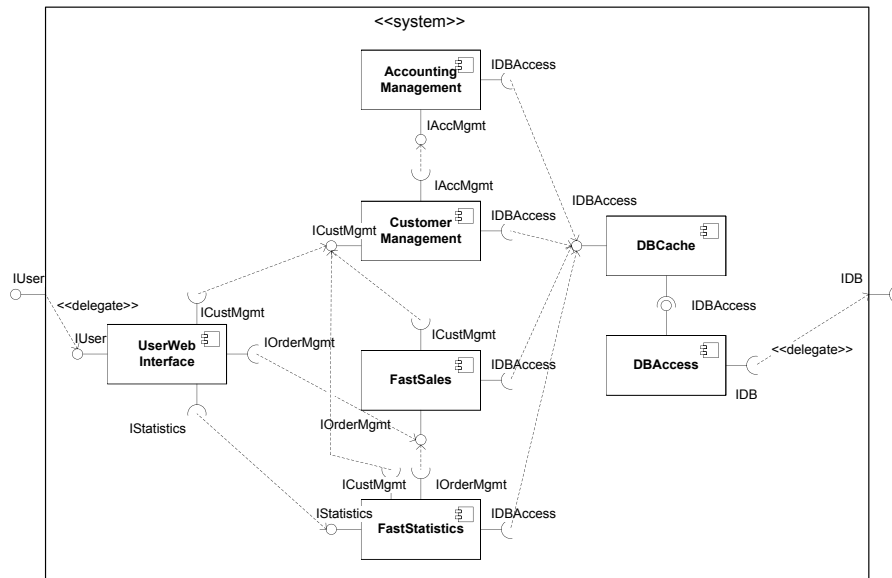 <<system>>
Accounting
Management
IDBAccess
IAccMgmt
IAccMgmt
Customer
Management
IDBAccess
ICustMgmt
IDBAccess
DBCache
IUser
<<delegate>>
IDB
ICustMgmt
IDBAccess
IUser
UserWeb
Interface
IOrderMgmt
ICustMgmt
FastSales
IDBAccess
DBAccess
<<delegate>>
IDB
IStatistics
IOrderMgmt
ICustMgmt
IOrderMgmt
IStatistics
FastStatistics
IDBAccess